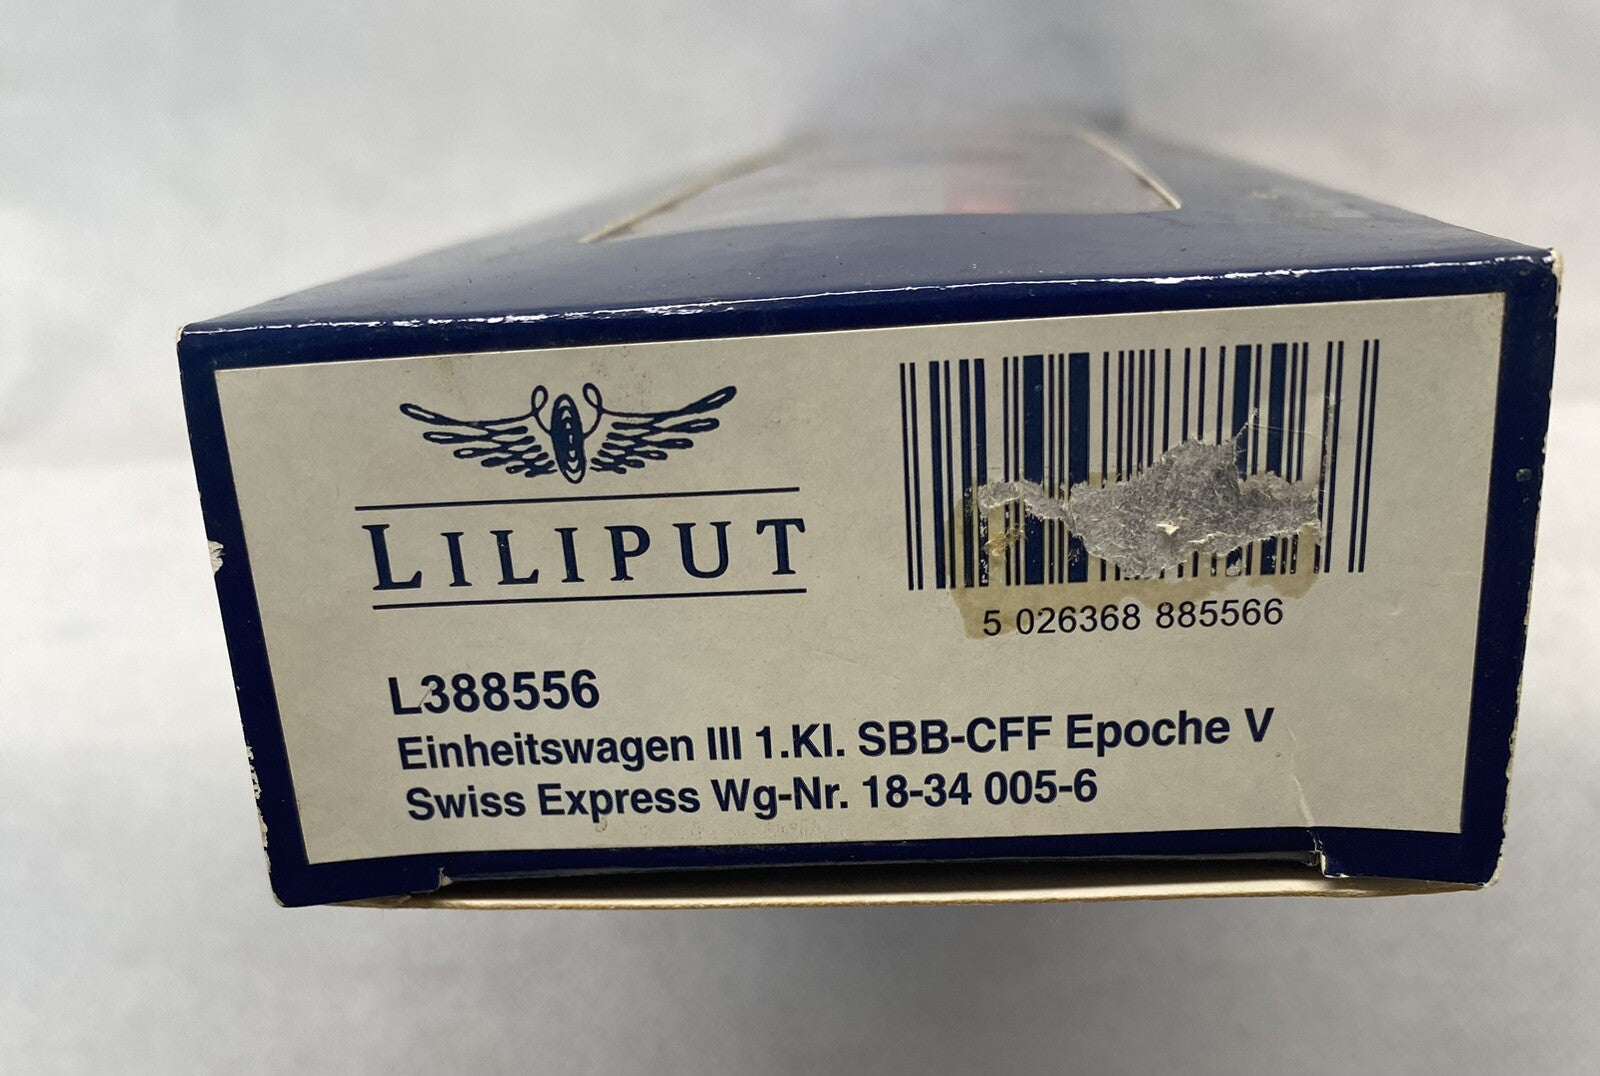 LILIPUT
5 026368 885566
L388556
Einheitswagen III 1.Kl. SBB-CFF Epoche V
Swiss Express Wg-Nr. 18-34 005-6